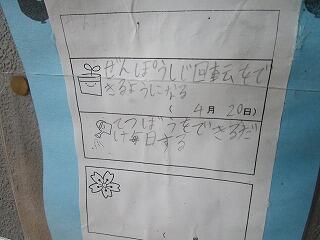 ぜんぽうしじ回転をで
きるようになる
( 4月 20日)
てつぼうをできるだ
け毎日する
(